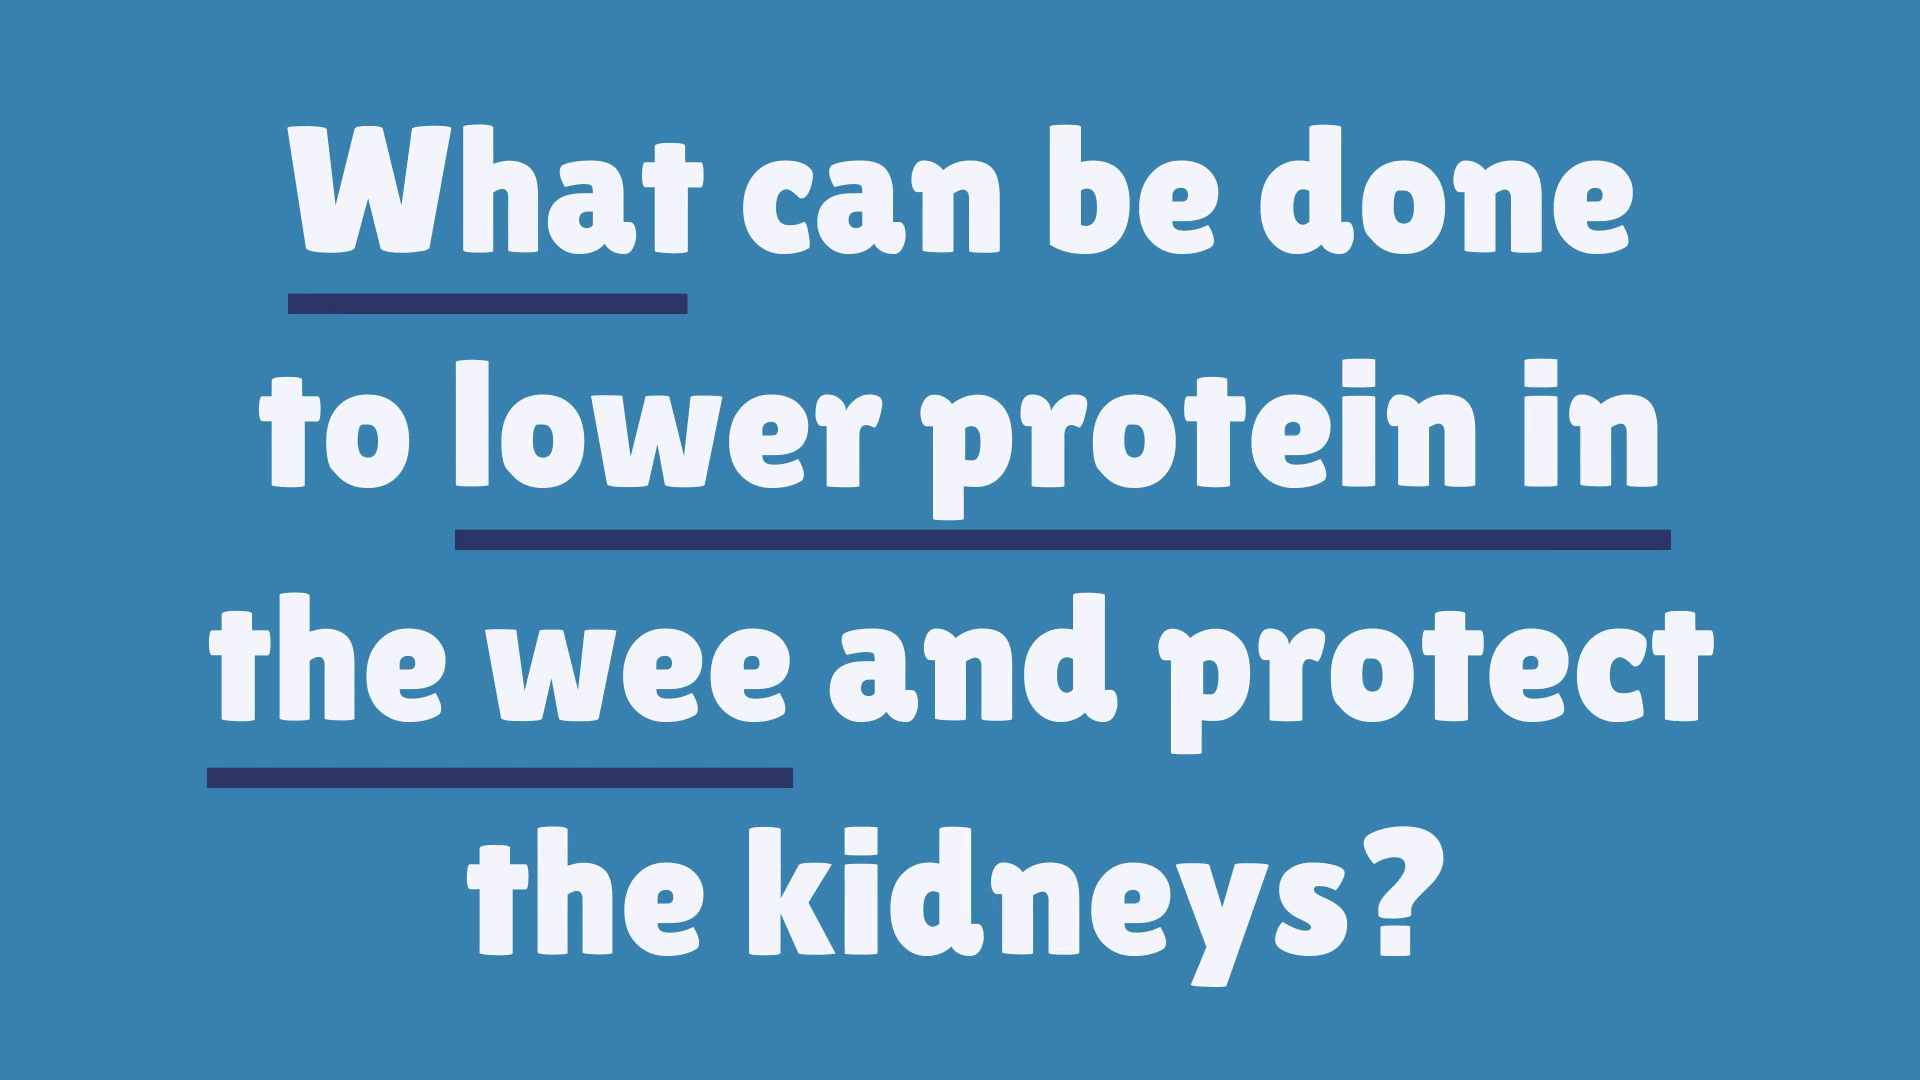 What can be done
to lower protein in
the wee and protect
the kidneys?